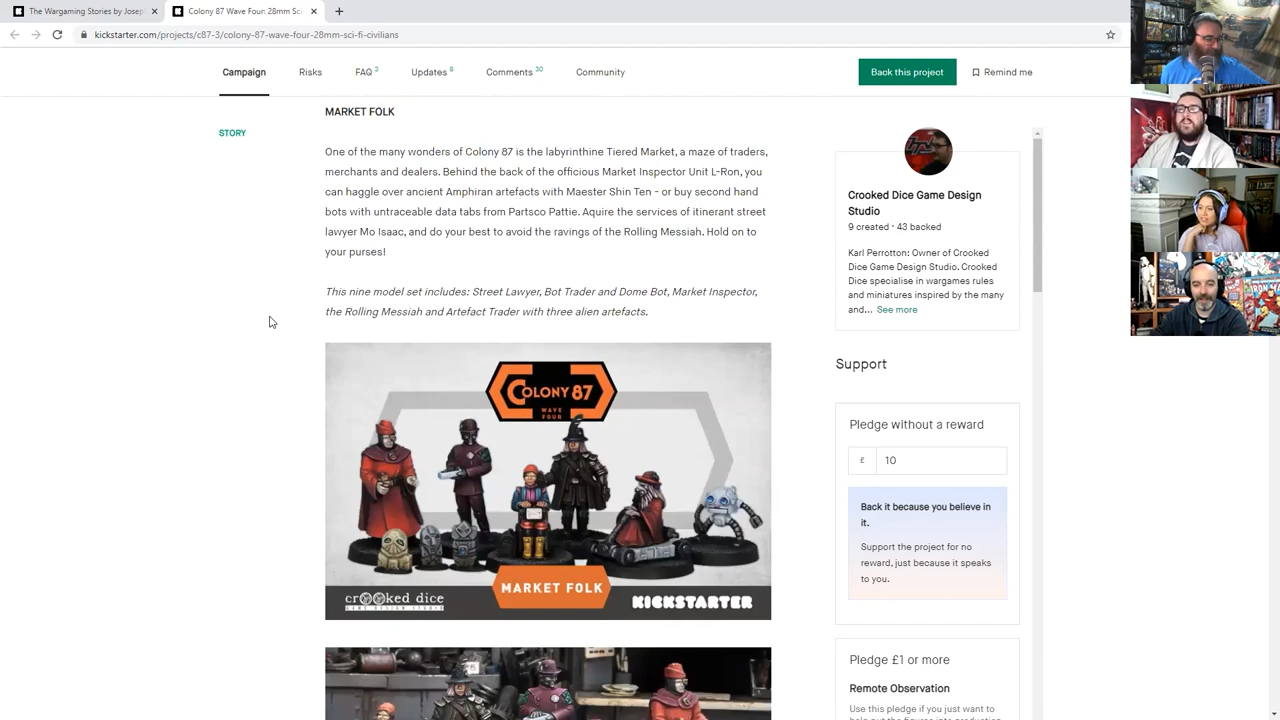 The Wargaming Stories by Josep
Colony 87 Wave Four: 28mm Sci
kickstarter.com/projects/c87-3/colony-87-wave-four-28mm-sci-fi-civilians
Campaign
Risks
FAQ 3
Updates 8
Comments 30
Community
Back this project
Remind me
MARKET FOLK
STORY
One of the many wonders of Colony 87 is the labyrinthine Tiered Market, a maze of traders,
merchants and dealers. Behind the back of the officious Market Inspector Unit L-Ron, you
can haggle over ancient Amphiran artefacts with Maester Shin Ten - or buy second hand
bots with untraceable data tabs from Partsco Pattie. Aquire the services of itinerant street
lawyer Mo Isaac, and do your best to avoid the ravings of the Rolling Messiah. Hold on to
your purses!
This nine model set includes: Street Lawyer, Bot Trader and Dome Bot, Market Inspector,
the Rolling Messiah and Artefact Trader with three alien artefacts.
COLONY 87
WAVE
FOUR
MARKET FOLK
crooked dice
GAME DESIGN STUDIO
KICKSTARTER
Crooked Dice Game Design
Studio
9 created · 43 backed
Karl Perrotton: Owner of Crooked
Dice Game Design Studio. Crooked
Dice specialise in wargames rules
and miniatures inspired by the many
and... See more
Support
Pledge without a reward
£ 10
Back it because you believe in
it.
Support the project for no
reward, just because it speaks
to you.
Pledge £1 or more
Remote Observation
Use this pledge if you just want to
help put the figures into production